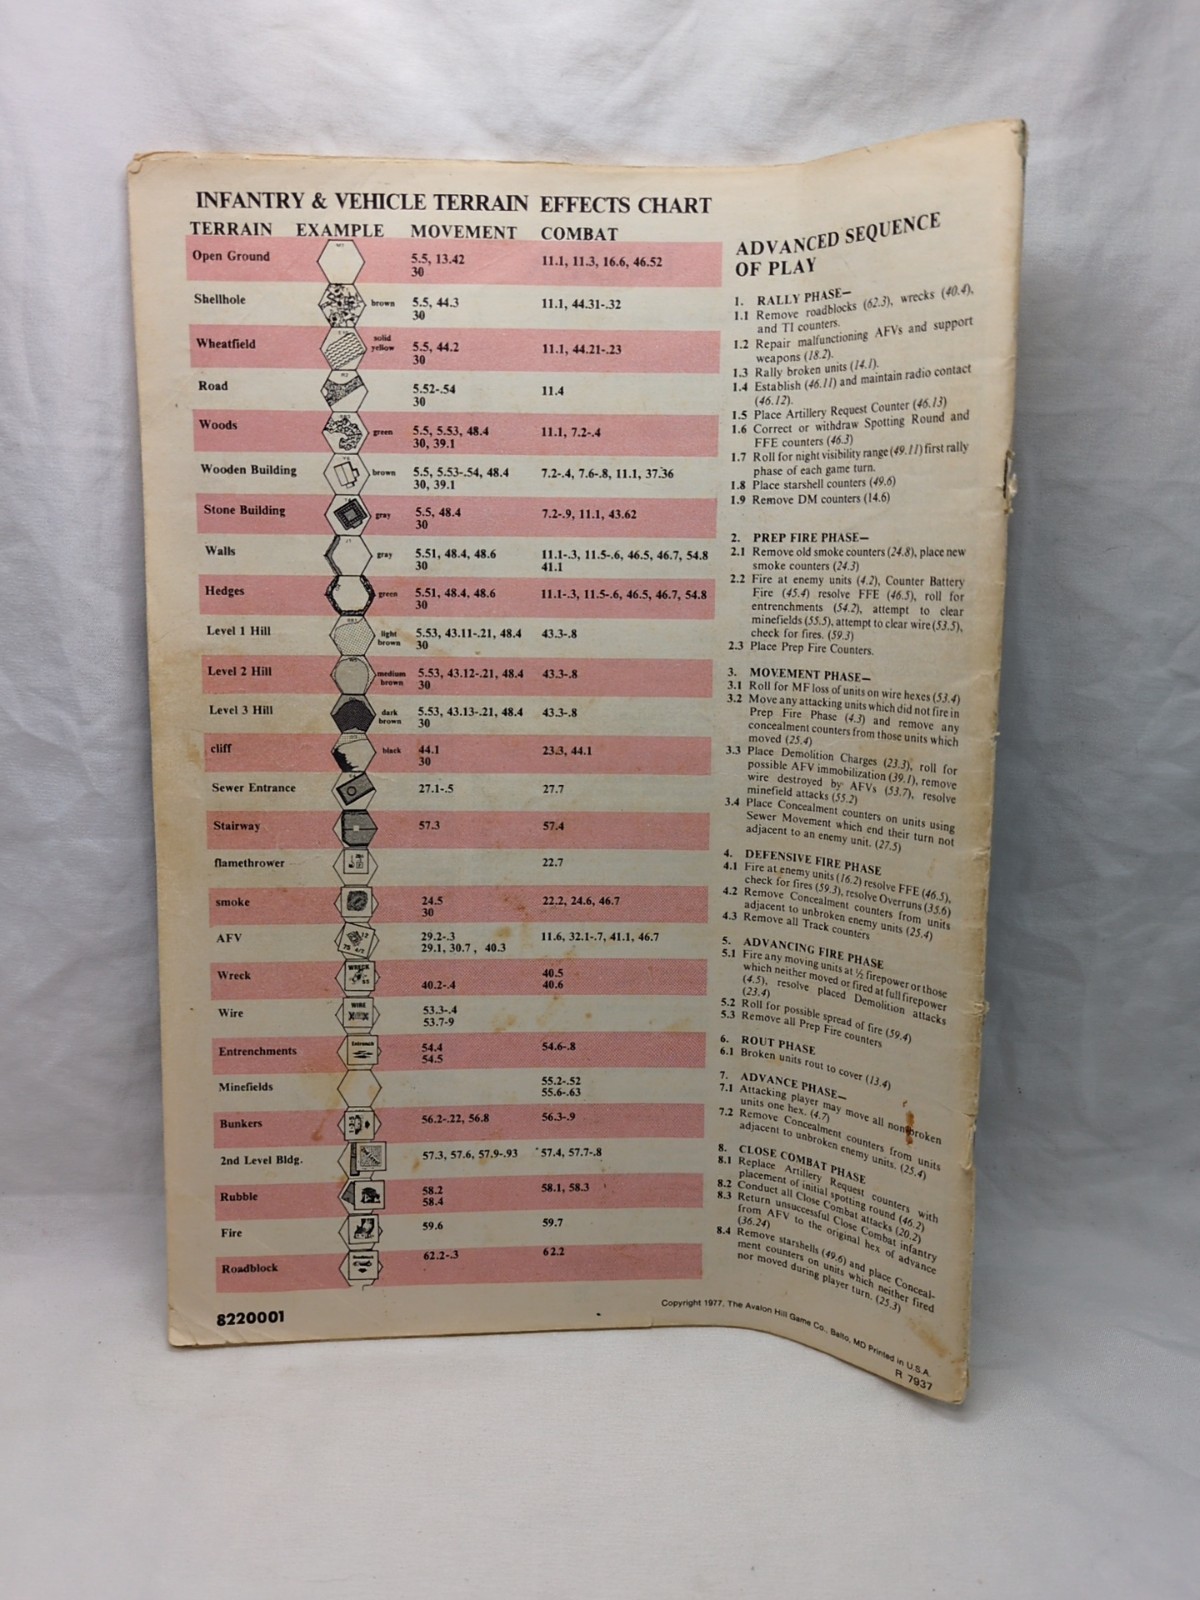 INFANTRY & VEHICLE TERRAIN EFFECTS CHART
TERRAIN EXAMPLE MOVEMENT COMBAT
Open Ground 5.5, 13.42 11.1, 11.3, 16.6, 46.52
30
Shellhole brown 5.5, 44.3 11.1, 44.31-.32
30
Wheatfield solid yellow 5.5, 44.2 11.1, 44.21-.23
30
Road 5.52-.54 11.4
30
Woods green 5.5, 5.53, 48.4 11.1, 7.2-.4
30, 39.1
Wooden Building brown 5.5, 5.53-.54, 48.4 7.2-.4, 7.6-.8, 11.1, 37.36
30, 39.1
Stone Building gray 5.5, 48.4 7.2-.9, 11.1, 43.62
30
Walls gray 5.51, 48.4, 48.6 11.1-.3, 11.5-.6, 46.5, 46.7, 54.8
30 41.1
Hedges green 5.51, 48.4, 48.6 11.1-.3, 11.5-.6, 46.5, 46.7, 54.8
30
Level 1 Hill light brown 5.53, 43.11-.21, 48.4 43.3-.8
30
Level 2 Hill medium brown 5.53, 43.12-.21, 48.4 43.3-.8
30
Level 3 Hill dark brown 5.53, 43.13-.21, 48.4 43.3-.8
30
cliff black 44.1 23.3, 44.1
30
Sewer Entrance 27.1-.5 27.7
Stairway 57.3 57.4
flamethrower 22.7
smoke 24.5 22.2, 24.6, 46.7
30
AFV 29.2-.3 11.6, 32.1-.7, 41.1, 46.7
29.1, 30.7, 40.3
Wreck WRECK 40.5
40.2-.4 40.6
Wire WIRE 53.3-.4
53.7-9
Entrenchments 54.4 54.6-.8
54.5
Minefields 55.2-.52
55.6-.63
Bunkers 56.2-.22, 56.8 56.3-.9
2nd Level Bldg. 57.3, 57.6, 57.9-.93 57.4, 57.7-.8
Rubble 58.2 58.1, 58.3
58.4
Fire 59.6 59.7
Roadblock 62.2-.3 62.2
8220001
ADVANCED SEQUENCE
OF PLAY
1. RALLY PHASE—
1.1 Remove roadblocks (62.3), wrecks (40.4),
and TI counters.
1.2 Repair malfunctioning AFVs and support
weapons (18.2).
1.3 Rally broken units (14.1).
1.4 Establish (46.11) and maintain radio contact
(46.12).
1.5 Place Artillery Request Counter (46.13)
1.6 Correct or withdraw Spotting Round and
FFE counters (46.3)
1.7 Roll for night visibility range (49.11) first rally
phase of each game turn.
1.8 Place starshell counters (49.6)
1.9 Remove DM counters (14.6)
2. PREP FIRE PHASE—
2.1 Remove old smoke counters (24.8), place new
smoke counters (24.3)
2.2 Fire at enemy units (4.2), Counter Battery
Fire (45.4) resolve FFE (46.5), roll for
entrenchments (54.2), attempt to clear
minefields (55.5), attempt to clear wire (53.5),
check for fires. (59.3)
2.3 Place Prep Fire Counters.
3. MOVEMENT PHASE—
3.1 Roll for MF loss of units on wire hexes (53.4)
3.2 Move any attacking units which did not fire in
Prep Fire Phase (4.3) and remove any
concealment counters from those units which
moved (25.4)
3.3 Place Demolition Charges (23.3), roll for
possible AFV immobilization (39.1), remove
wire destroyed by AFVs (53.7), resolve
minefield attacks (55.2)
3.4 Place Concealment counters on units using
Sewer Movement which end their turn not
adjacent to an enemy unit. (27.5)
4. DEFENSIVE FIRE PHASE
4.1 Fire at enemy units (16.2) resolve FFE (46.5),
check for fires (59.3), resolve Overruns (35.6)
4.2 Remove Concealment counters from units
adjacent to unbroken enemy units (25.4)
4.3 Remove all Track counters
5. ADVANCING FIRE PHASE
5.1 Fire any moving units at ½ firepower or those
which neither moved or fired at full firepower
(4.5), resolve placed Demolition attacks
(23.4)
5.2 Roll for possible spread of fire (59.4)
5.3 Remove all Prep Fire counters
6. ROUT PHASE
6.1 Broken units rout to cover (13.4)
7. ADVANCE PHASE—
7.1 Attacking player may move all nonbroken
units one hex. (4.7)
7.2 Remove Concealment counters from units
adjacent to unbroken enemy units. (25.4)
8. CLOSE COMBAT PHASE
8.1 Replace Artillery Request counters with
placement of initial spotting round (46.2)
8.2 Conduct all Close Combat attacks (20.2)
8.3 Return unsuccessful Close Combat infantry
from AFV to the original hex of advance
(36.24)
8.4 Remove starshells (49.6) and place Conceal-
ment counters on units which neither fired
nor moved during player turn. (25.3)
Copyright 1977, The Avalon Hill Game Co., Balto, MD Printed in U.S.A.
R 7937